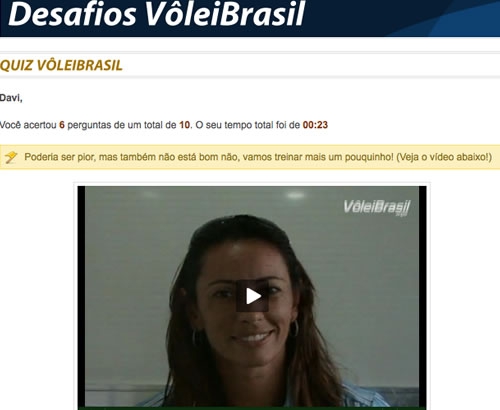 Desafios VôleiBrasil
QUIZ VÔLEIBRASIL
Davi,
Você acertou 6 perguntas de um total de 10. O seu tempo total foi de 00:23
Poderia ser pior, mas também não está bom não, vamos treinar mais um pouquinho! (Veja o vídeo abaixo!)
VôleiBrasil